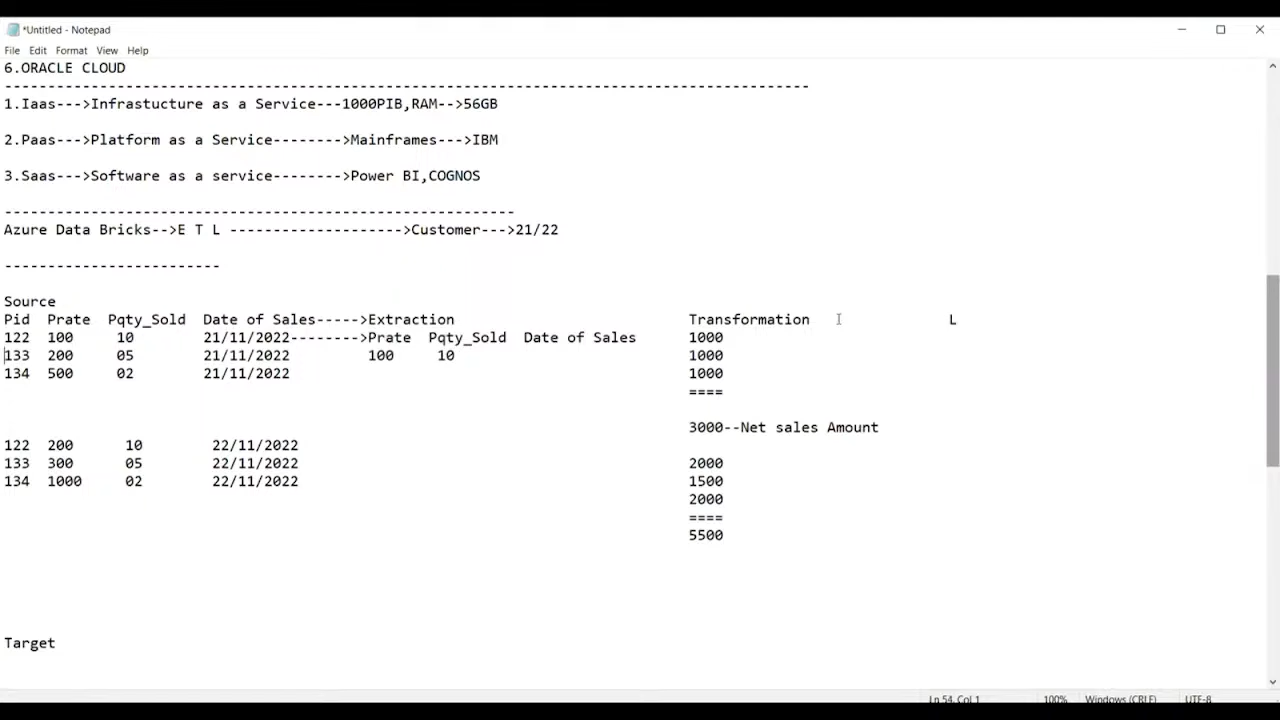 *Untitled - Notepad
File Edit Format View Help
6.ORACLE CLOUD
---------------------------------------------------------------------------------------------
1.Iaas--->Infrastucture as a Service---1000PIB,RAM-->56GB
2.Paas--->Platform as a Service-------->Mainframes--->IBM
3.Saas--->Software as a service-------->Power BI,COGNOS
-----------------------------------------------------------
Azure Data Bricks-->E T L -------------------->Customer--->21/22
-------------------------
Source
Pid Prate Pqty_Sold Date of Sales----->Extraction Transformation L
122 100 10 21/11/2022-------->Prate Pqty_Sold Date of Sales 1000
133 200 05 21/11/2022 100 10 1000
134 500 02 21/11/2022 1000
====
3000--Net sales Amount
122 200 10 22/11/2022
133 300 05 22/11/2022 2000
134 1000 02 22/11/2022 1500
2000
====
5500
Target
Ln 54, Col 1 100% Windows (CRLF) UTF-8